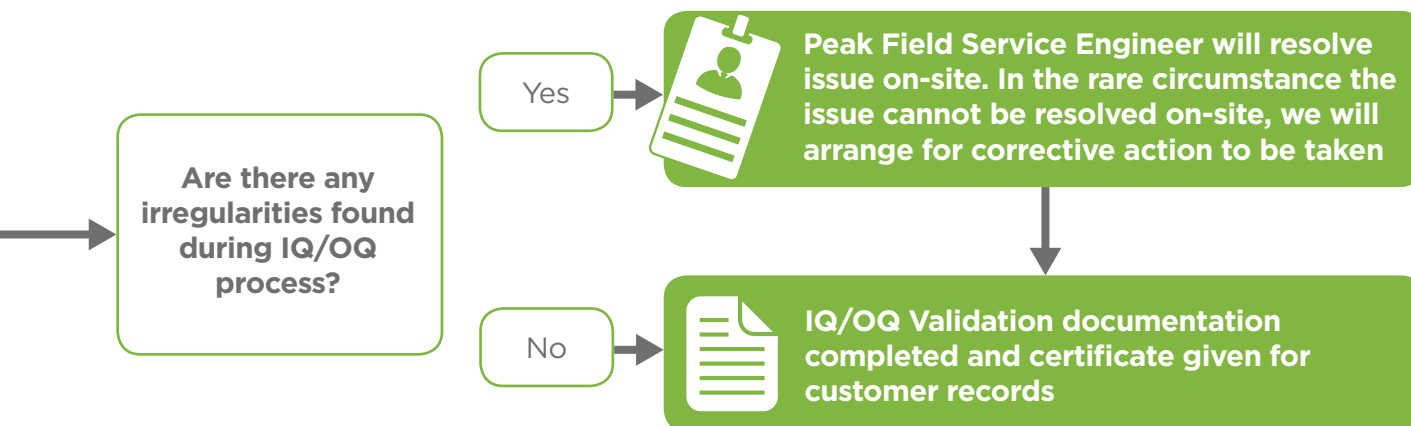 Are there any
irregularities found
during IQ/OQ
process?
Yes
Peak Field Service Engineer will resolve
issue on-site. In the rare circumstance the
issue cannot be resolved on-site, we will
arrange for corrective action to be taken
No
IQ/OQ Validation documentation
completed and certificate given for
customer records